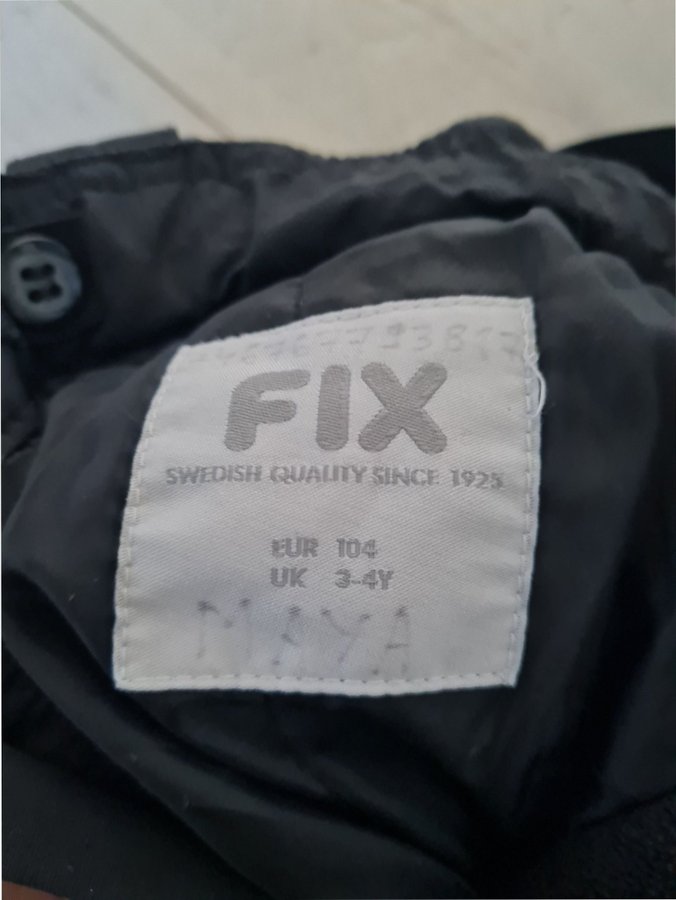 FIX
SWEDISH QUALITY SINCE 1925
EUR 104
UK 3-4Y
MAYA